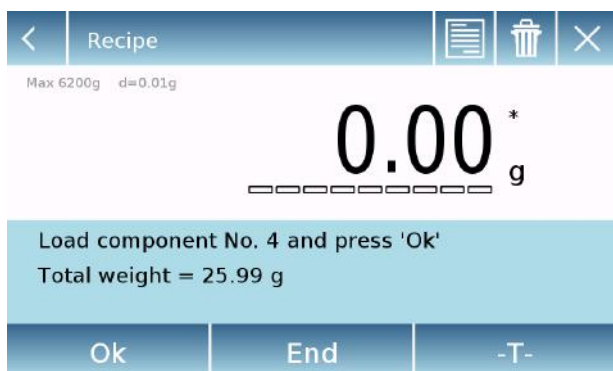 Recipe
Max 6200g d=0.01g
0.00 *
g
Load component No. 4 and press 'Ok'
Total weight = 25.99 g
Ok End -T-